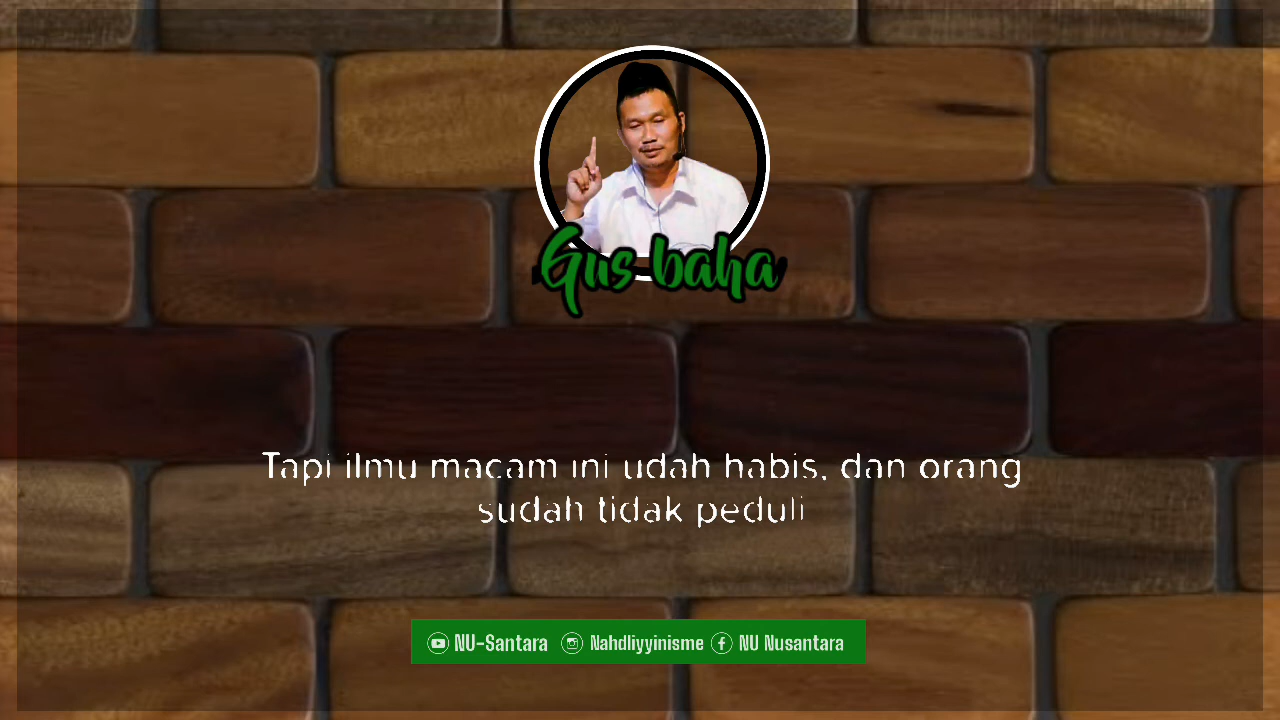 Gus baha
Tapi ilmu macam ini udah habis, dan orang
sudah tidak peduli
NU-Santara Nahdliyyinisme NU Nusantara